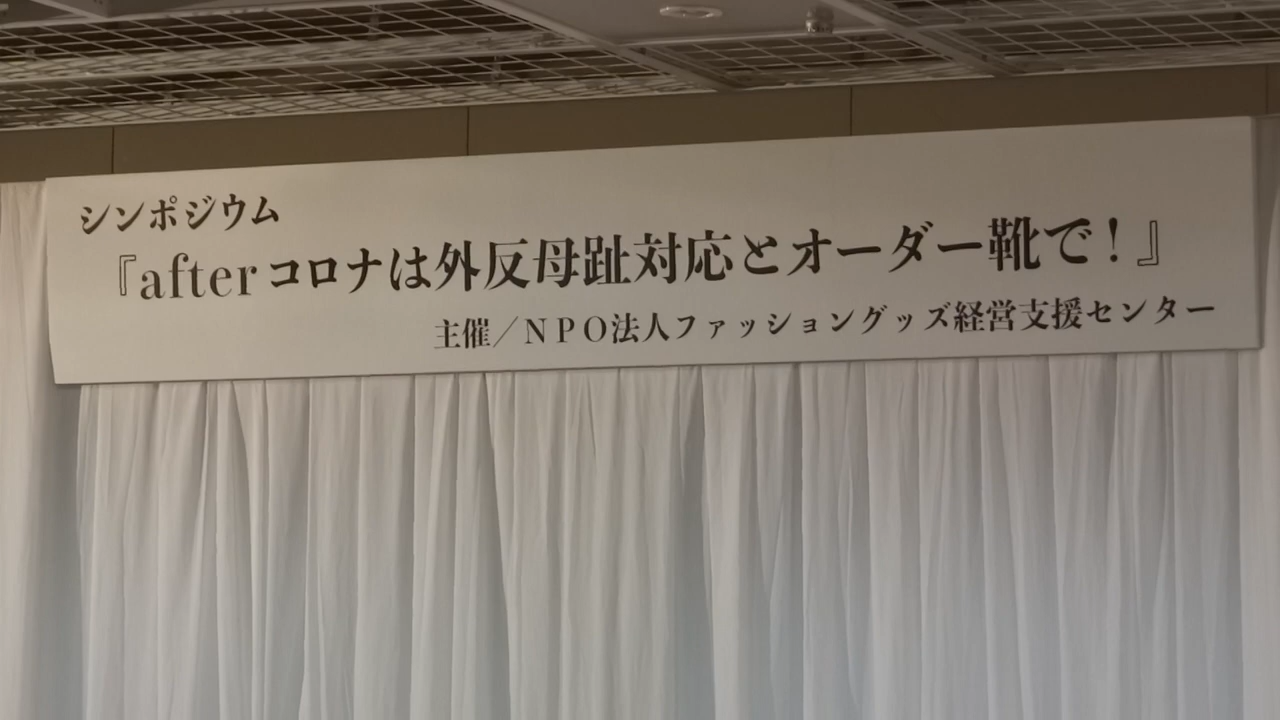 シンポジウム
『afterコロナは外反母趾対応とオーダー靴で！』
主催／ＮＰＯ法人ファッショングッズ経営支援センター